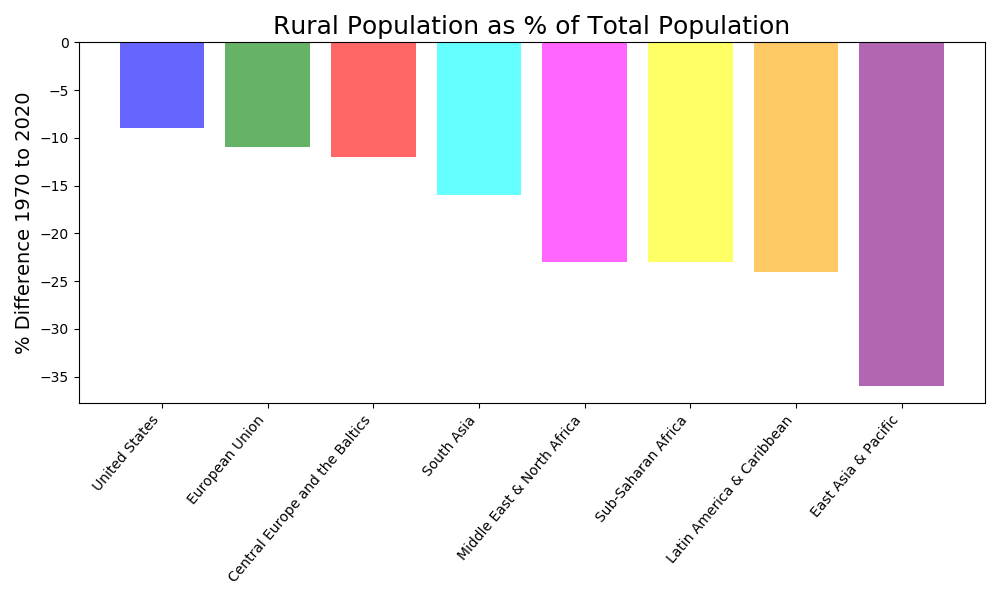 Rural Population as % of Total Population
% Difference 1970 to 2020
0
−5
−10
−15
−20
−25
−30
−35
United States
European Union
Central Europe and the Baltics
South Asia
Middle East & North Africa
Sub-Saharan Africa
Latin America & Caribbean
East Asia & Pacific